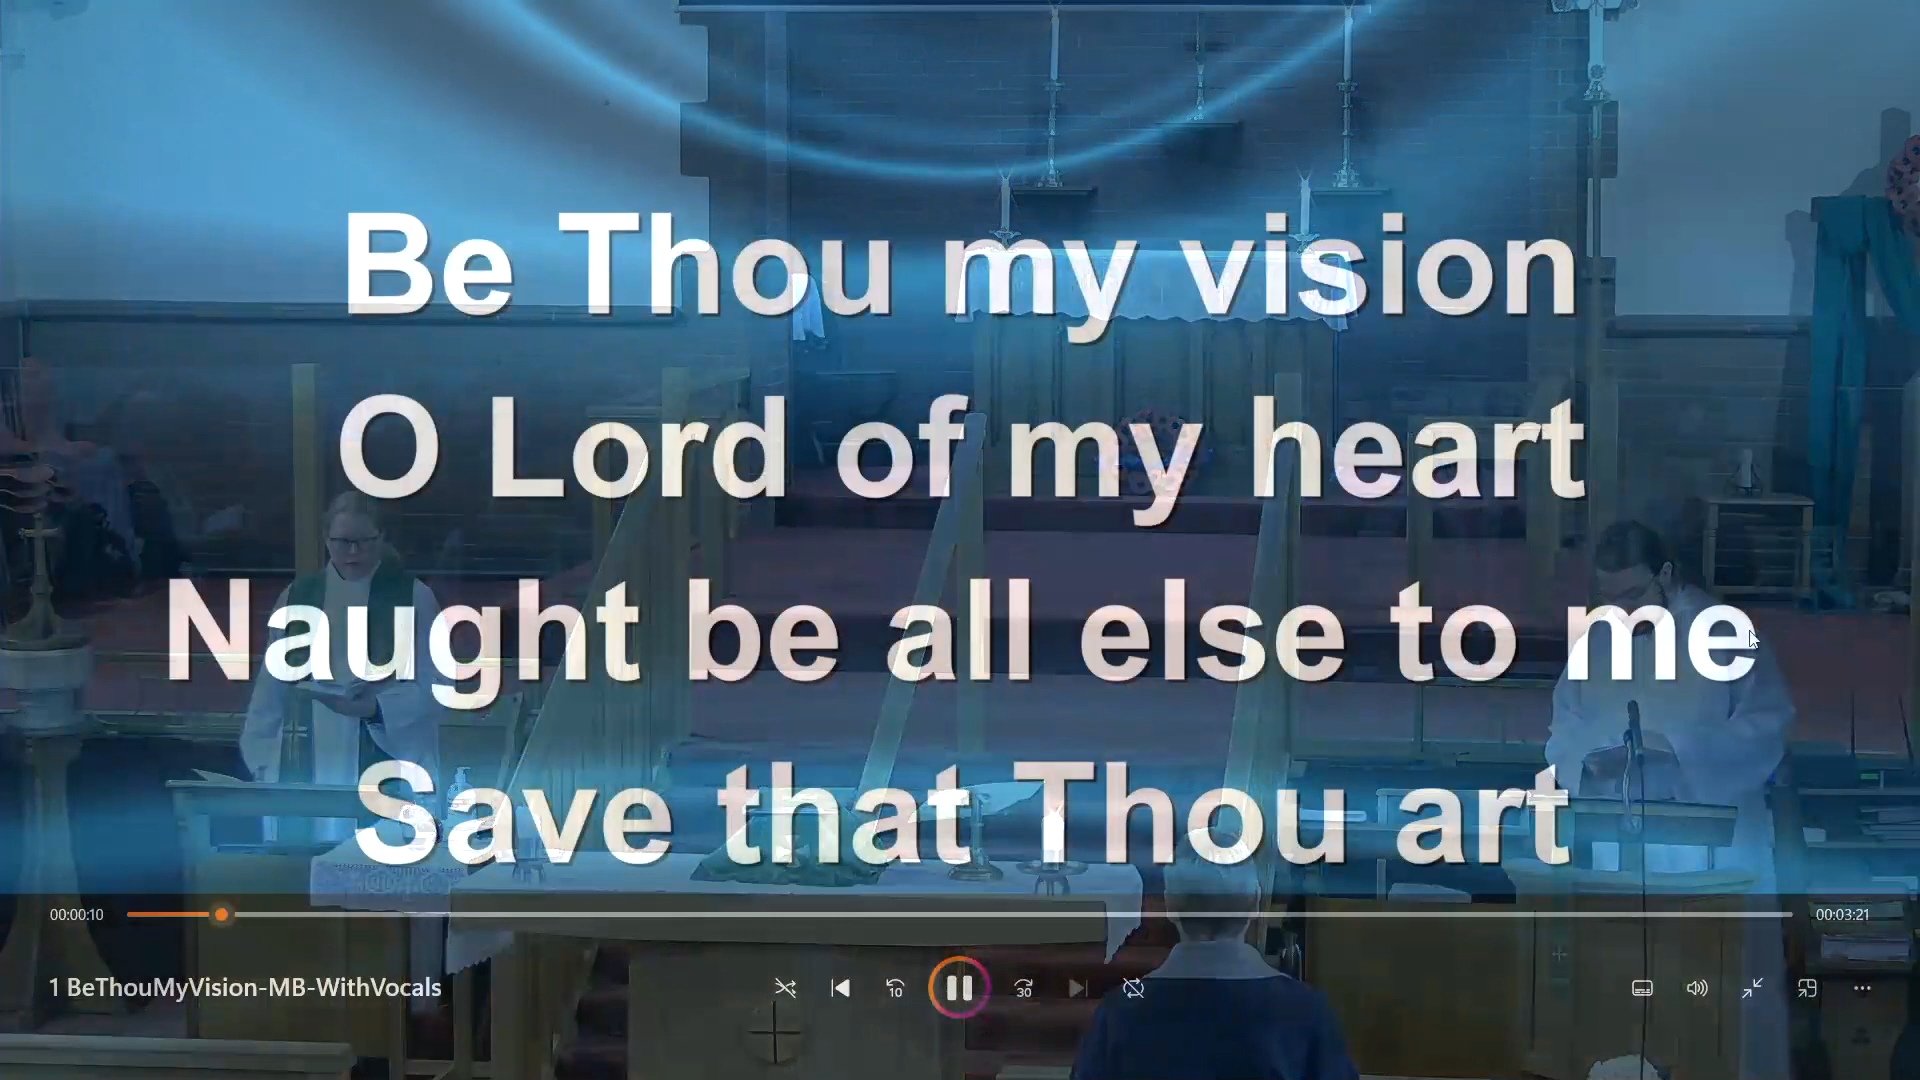 Be Thou my vision
O Lord of my heart
Naught be all else to me
Save that Thou art
00:00:10
00:03:21
1 BeThouMyVision-MB-WithVocals
10
30